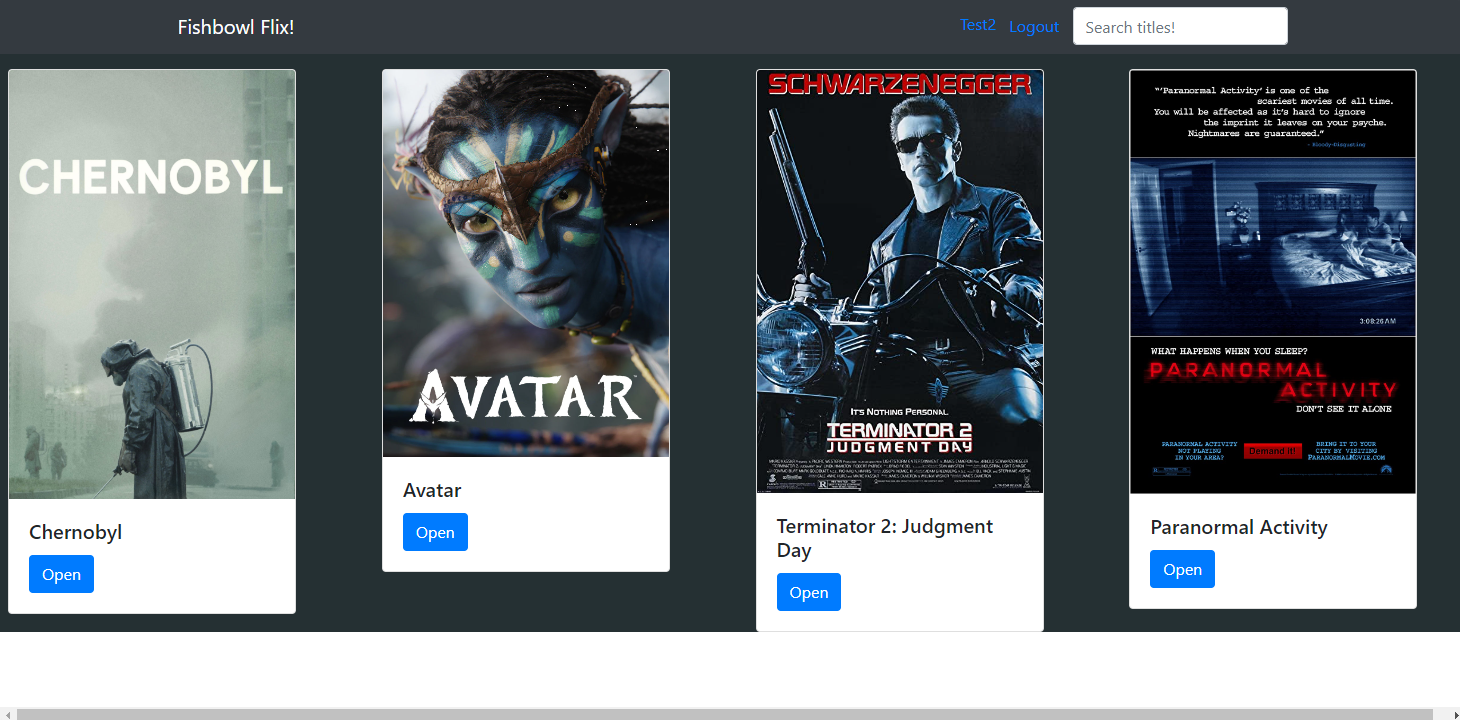 Fishbowl Flix!
Test2
Logout
Search titles!
CHERNOBYL
Chernobyl
Open
AVATAR
Avatar
Open
SCHWARZENEGGER
IT'S NOTHING PERSONAL.
TERMINATOR 2
JUDGMENT DAY
R
Terminator 2: Judgment
Day
Open
"'Paranormal Activity' is one of the
scariest movies of all time.
You will be affected as it's hard to ignore
the imprint it leaves on your psyche.
Nightmares are guaranteed."
- Bloody-Disgusting
3:08:26 AM
WHAT HAPPENS WHEN YOU SLEEP?
PARANORMAL
ACTIVITY
DON'T SEE IT ALONE
PARANORMAL ACTIVITY
NOT PLAYING
IN YOUR AREA?
Demand It!
BRING IT TO YOUR
CITY BY VISITING
PARANORMALMOVIE.COM
Paranormal Activity
Open